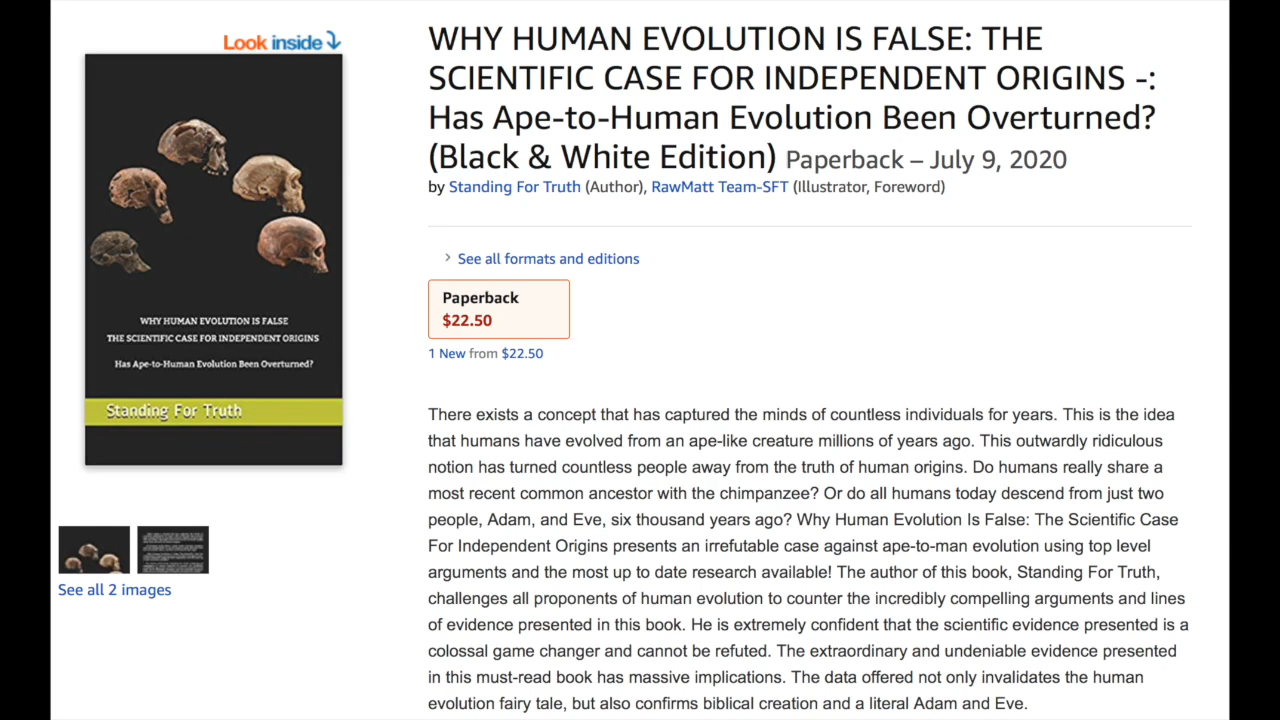 Look inside
WHY HUMAN EVOLUTION IS FALSE
THE SCIENTIFIC CASE FOR INDEPENDENT ORIGINS
Has Ape-to-Human Evolution Been Overturned?
Standing For Truth
See all 2 images
WHY HUMAN EVOLUTION IS FALSE: THE
SCIENTIFIC CASE FOR INDEPENDENT ORIGINS -:
Has Ape-to-Human Evolution Been Overturned?
(Black & White Edition) Paperback – July 9, 2020
by Standing For Truth (Author), RawMatt Team-SFT (Illustrator, Foreword)
See all formats and editions
Paperback
$22.50
1 New from $22.50
There exists a concept that has captured the minds of countless individuals for years. This is the idea
that humans have evolved from an ape-like creature millions of years ago. This outwardly ridiculous
notion has turned countless people away from the truth of human origins. Do humans really share a
most recent common ancestor with the chimpanzee? Or do all humans today descend from just two
people, Adam, and Eve, six thousand years ago? Why Human Evolution Is False: The Scientific Case
For Independent Origins presents an irrefutable case against ape-to-man evolution using top level
arguments and the most up to date research available! The author of this book, Standing For Truth,
challenges all proponents of human evolution to counter the incredibly compelling arguments and lines
of evidence presented in this book. He is extremely confident that the scientific evidence presented is a
colossal game changer and cannot be refuted. The extraordinary and undeniable evidence presented
in this must-read book has massive implications. The data offered not only invalidates the human
evolution fairy tale, but also confirms biblical creation and a literal Adam and Eve.